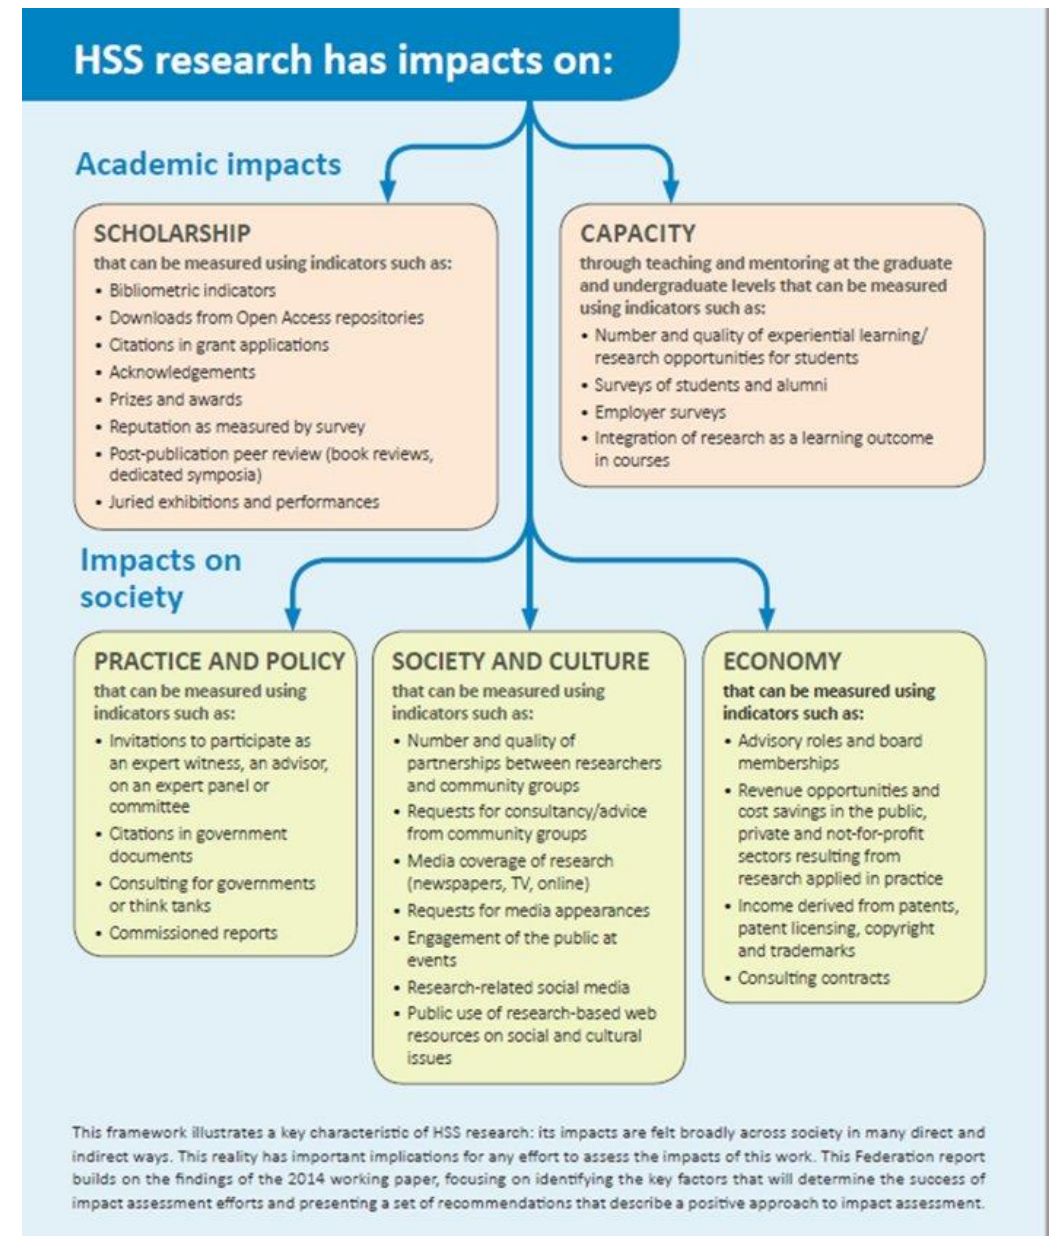 HSS research has impacts on:
Academic impacts
SCHOLARSHIP
that can be measured using indicators such as:
• Bibliometric indicators
• Downloads from Open Access repositories
• Citations in grant applications
• Acknowledgements
• Prizes and awards
• Reputation as measured by survey
• Post-publication peer review (book reviews,
dedicated symposia)
• Juried exhibitions and performances
CAPACITY
through teaching and mentoring at the graduate
and undergraduate levels that can be measured
using indicators such as:
• Number and quality of experiential learning/
research opportunities for students
• Surveys of students and alumni
• Employer surveys
• Integration of research as a learning outcome
in courses
Impacts on
society
PRACTICE AND POLICY
that can be measured using
indicators such as:
• Invitations to participate as
an expert witness, an advisor,
on an expert panel or
committee
• Citations in government
documents
• Consulting for governments
or think tanks
• Commissioned reports
SOCIETY AND CULTURE
that can be measured using
indicators such as:
• Number and quality of
partnerships between researchers
and community groups
• Requests for consultancy/advice
from community groups
• Media coverage of research
(newspapers, TV, online)
• Requests for media appearances
• Engagement of the public at
events
• Research-related social media
• Public use of research-based web
resources on social and cultural
issues
ECONOMY
that can be measured using
indicators such as:
• Advisory roles and board
memberships
• Revenue opportunities and
cost savings in the public,
private and not-for-profit
sectors resulting from
research applied in practice
• Income derived from patents,
patent licensing, copyright
and trademarks
• Consulting contracts
This framework illustrates a key characteristic of HSS research: its impacts are felt broadly across society in many direct and
indirect ways. This reality has important implications for any effort to assess the impacts of this work. This Federation report
builds on the findings of the 2014 working paper, focusing on identifying the key factors that will determine the success of
impact assessment efforts and presenting a set of recommendations that describe a positive approach to impact assessment.